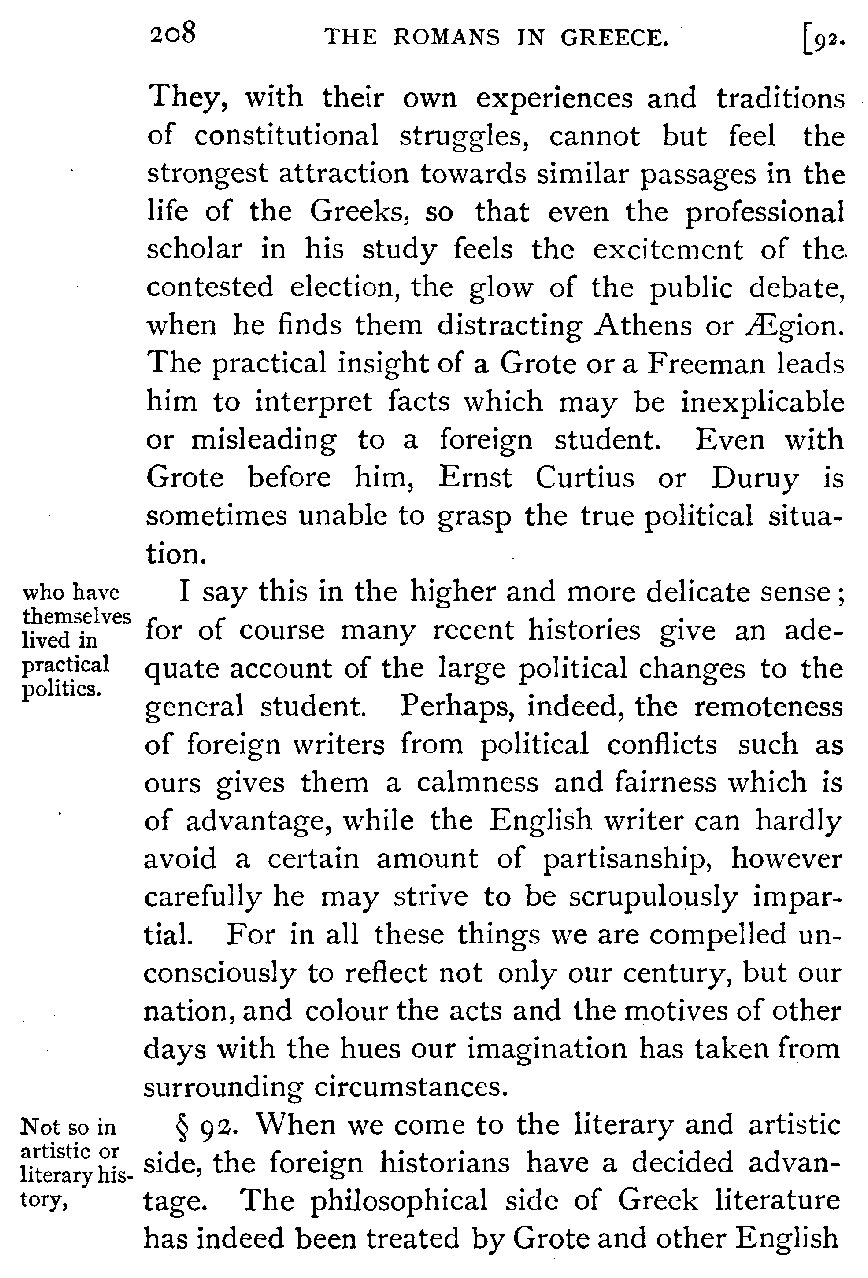 208 THE ROMANS IN GREECE. [92.
They, with their own experiences and traditions
of constitutional struggles, cannot but feel the
strongest attraction towards similar passages in the
life of the Greeks, so that even the professional
scholar in his study feels the excitement of the
contested election, the glow of the public debate,
when he finds them distracting Athens or Ægion.
The practical insight of a Grote or a Freeman leads
him to interpret facts which may be inexplicable
or misleading to a foreign student. Even with
Grote before him, Ernst Curtius or Duruy is
sometimes unable to grasp the true political situa-
tion.
who have
themselves
lived in
practical
politics.
I say this in the higher and more delicate sense;
for of course many recent histories give an ade-
quate account of the large political changes to the
general student. Perhaps, indeed, the remoteness
of foreign writers from political conflicts such as
ours gives them a calmness and fairness which is
of advantage, while the English writer can hardly
avoid a certain amount of partisanship, however
carefully he may strive to be scrupulously impar-
tial. For in all these things we are compelled un-
consciously to reflect not only our century, but our
nation, and colour the acts and the motives of other
days with the hues our imagination has taken from
surrounding circumstances.
Not so in
artistic or
literary his-
tory,
§ 92. When we come to the literary and artistic
side, the foreign historians have a decided advan-
tage. The philosophical side of Greek literature
has indeed been treated by Grote and other English